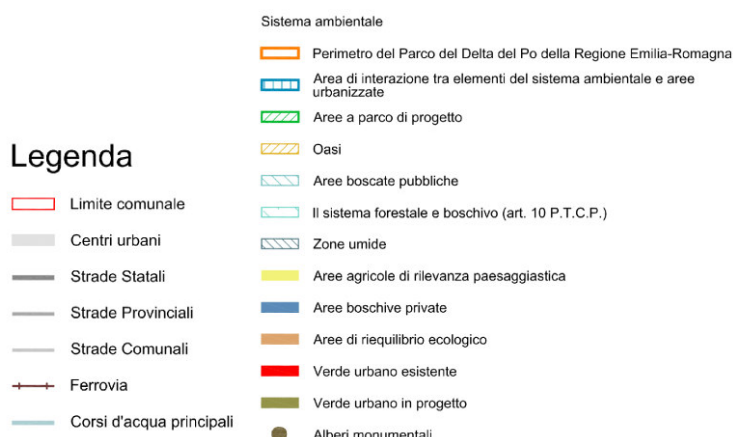 Legenda
Limite comunale
Centri urbani
Strade Statali
Strade Provinciali
Strade Comunali
Ferrovia
Corsi d'acqua principali
Sistema ambientale
Perimetro del Parco del Delta del Po della Regione Emilia-Romagna
Area di interazione tra elementi del sistema ambientale e aree
urbanizzate
Aree a parco di progetto
Oasi
Aree boscate pubbliche
Il sistema forestale e boschivo (art. 10 P.T.C.P.)
Zone umide
Aree agricole di rilevanza paesaggiastica
Aree boschive private
Aree di riequilibrio ecologico
Verde urbano esistente
Verde urbano in progetto
Alberi monumentali